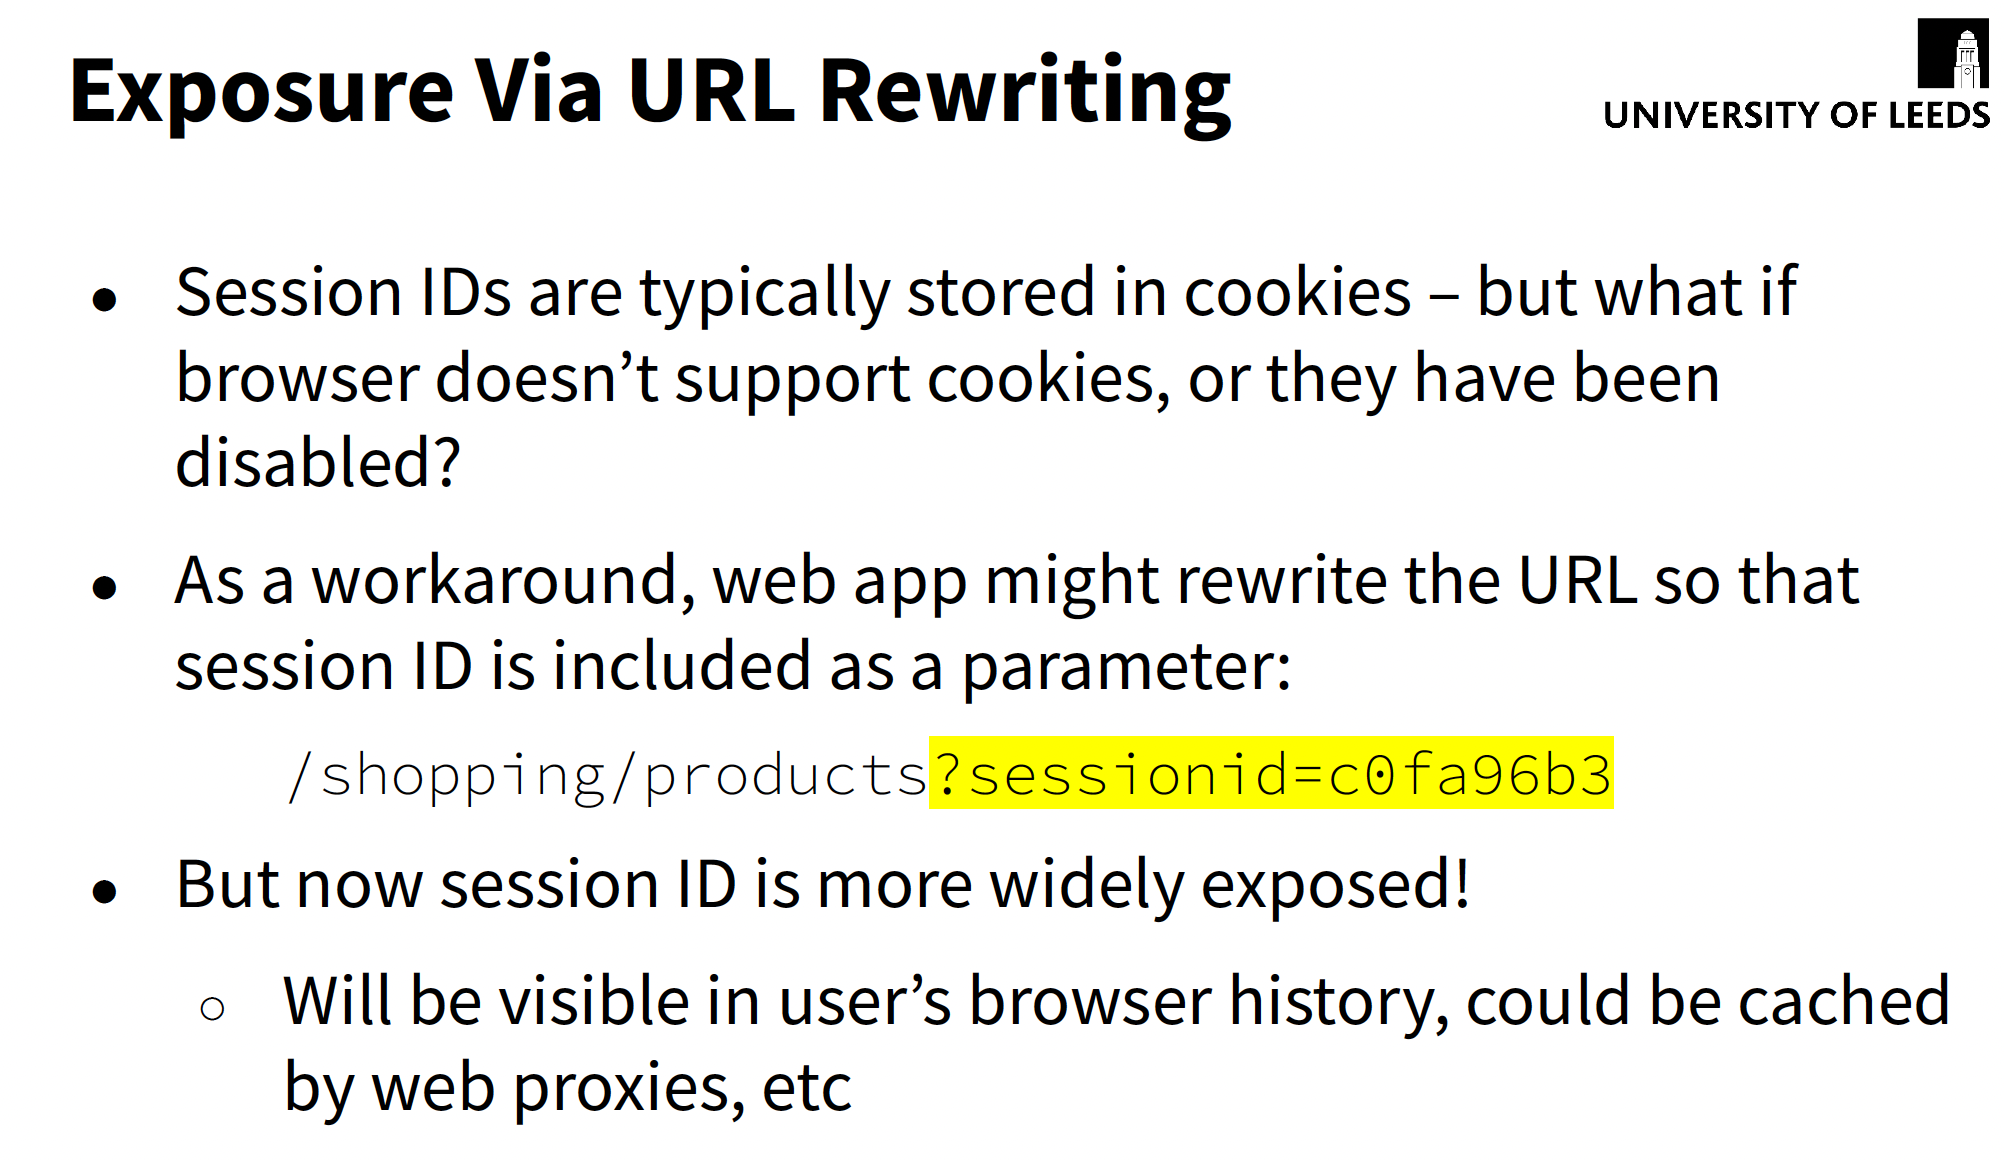 Exposure Via URL Rewriting
UNIVERSITY OF LEEDS
● Session IDs are typically stored in cookies – but what if
browser doesn’t support cookies, or they have been
disabled?
● As a workaround, web app might rewrite the URL so that
session ID is included as a parameter:
/shopping/products?sessionid=c0fa96b3
● But now session ID is more widely exposed!
○ Will be visible in user’s browser history, could be cached
by web proxies, etc